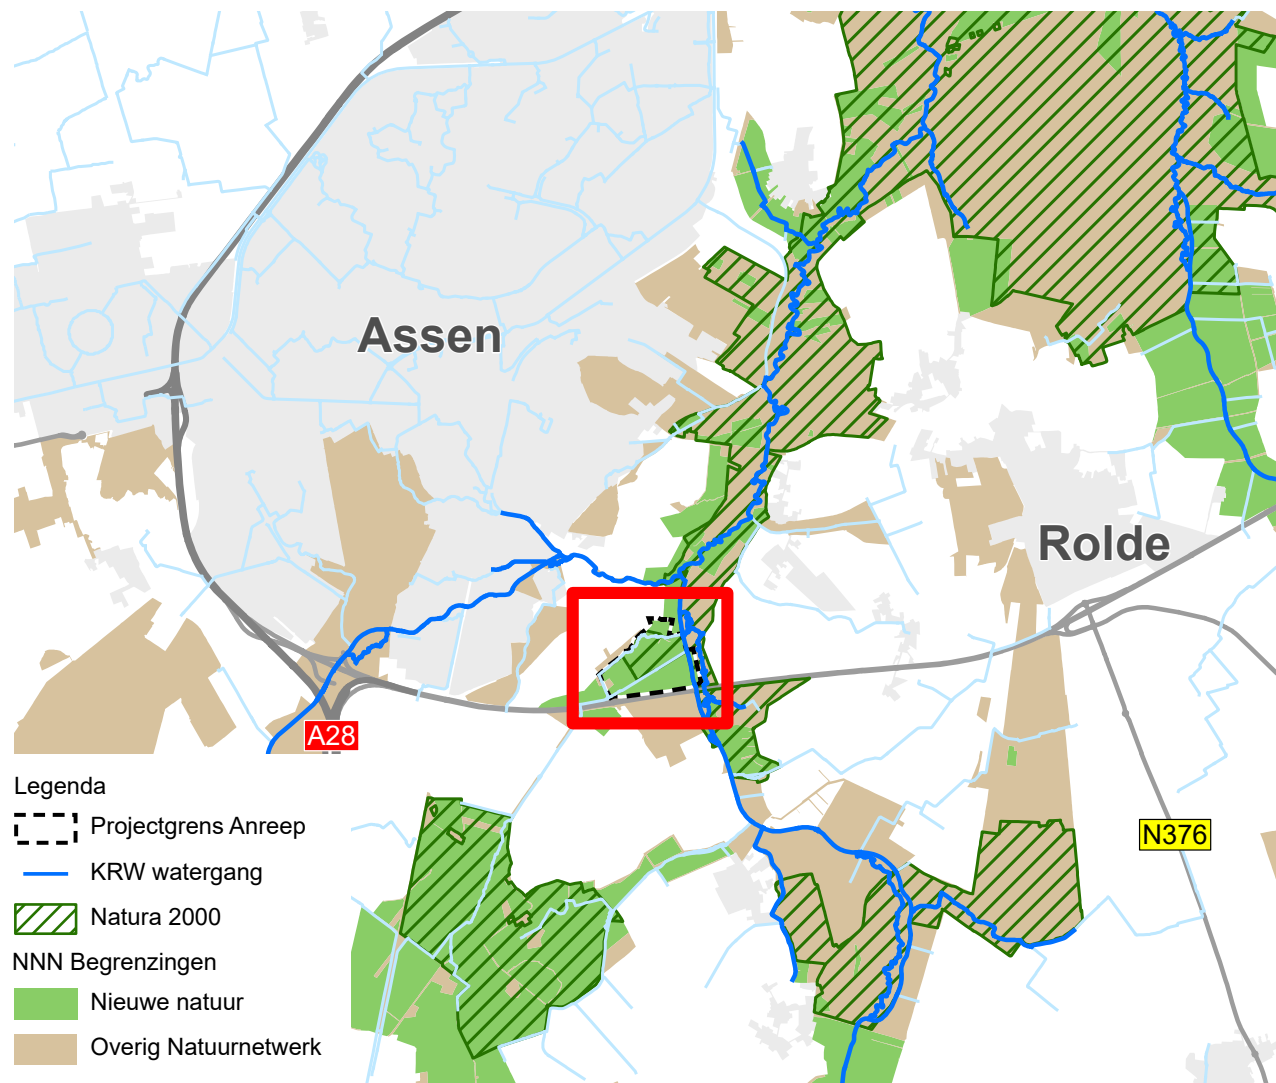 Assen
Rolde
A28
N376
Legenda
Projectgrens Anreep
KRW watergang
Natura 2000
NNN Begrenzingen
Nieuwe natuur
Overig Natuurnetwerk